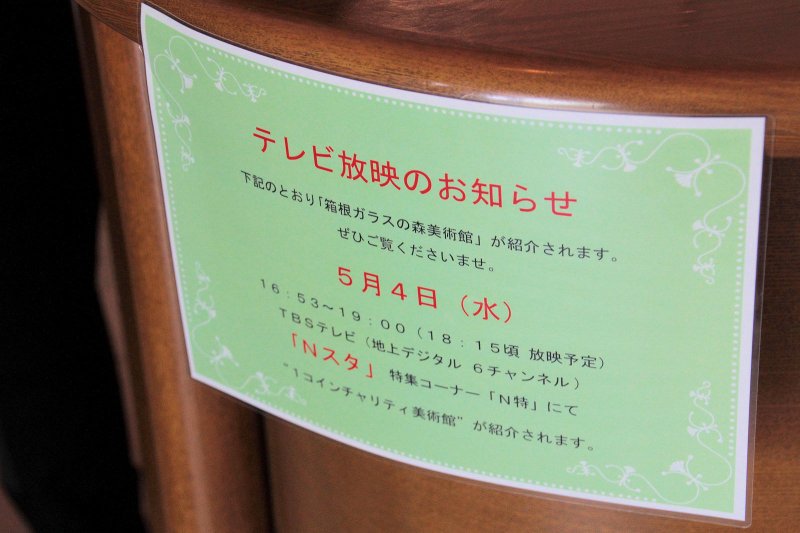 テレビ放映のお知らせ
下記のとおり「箱根ガラスの森美術館」が紹介されます。
ぜひご覧くださいませ。
５月４日（水）
１６：５３～１９：００（１８：１５頃 放映予定）
ＴＢＳテレビ（地上デジタル ６チャンネル）
「Ｎスタ」特集コーナー「Ｎ特」にて
“１コインチャリティ美術館”が紹介されます。